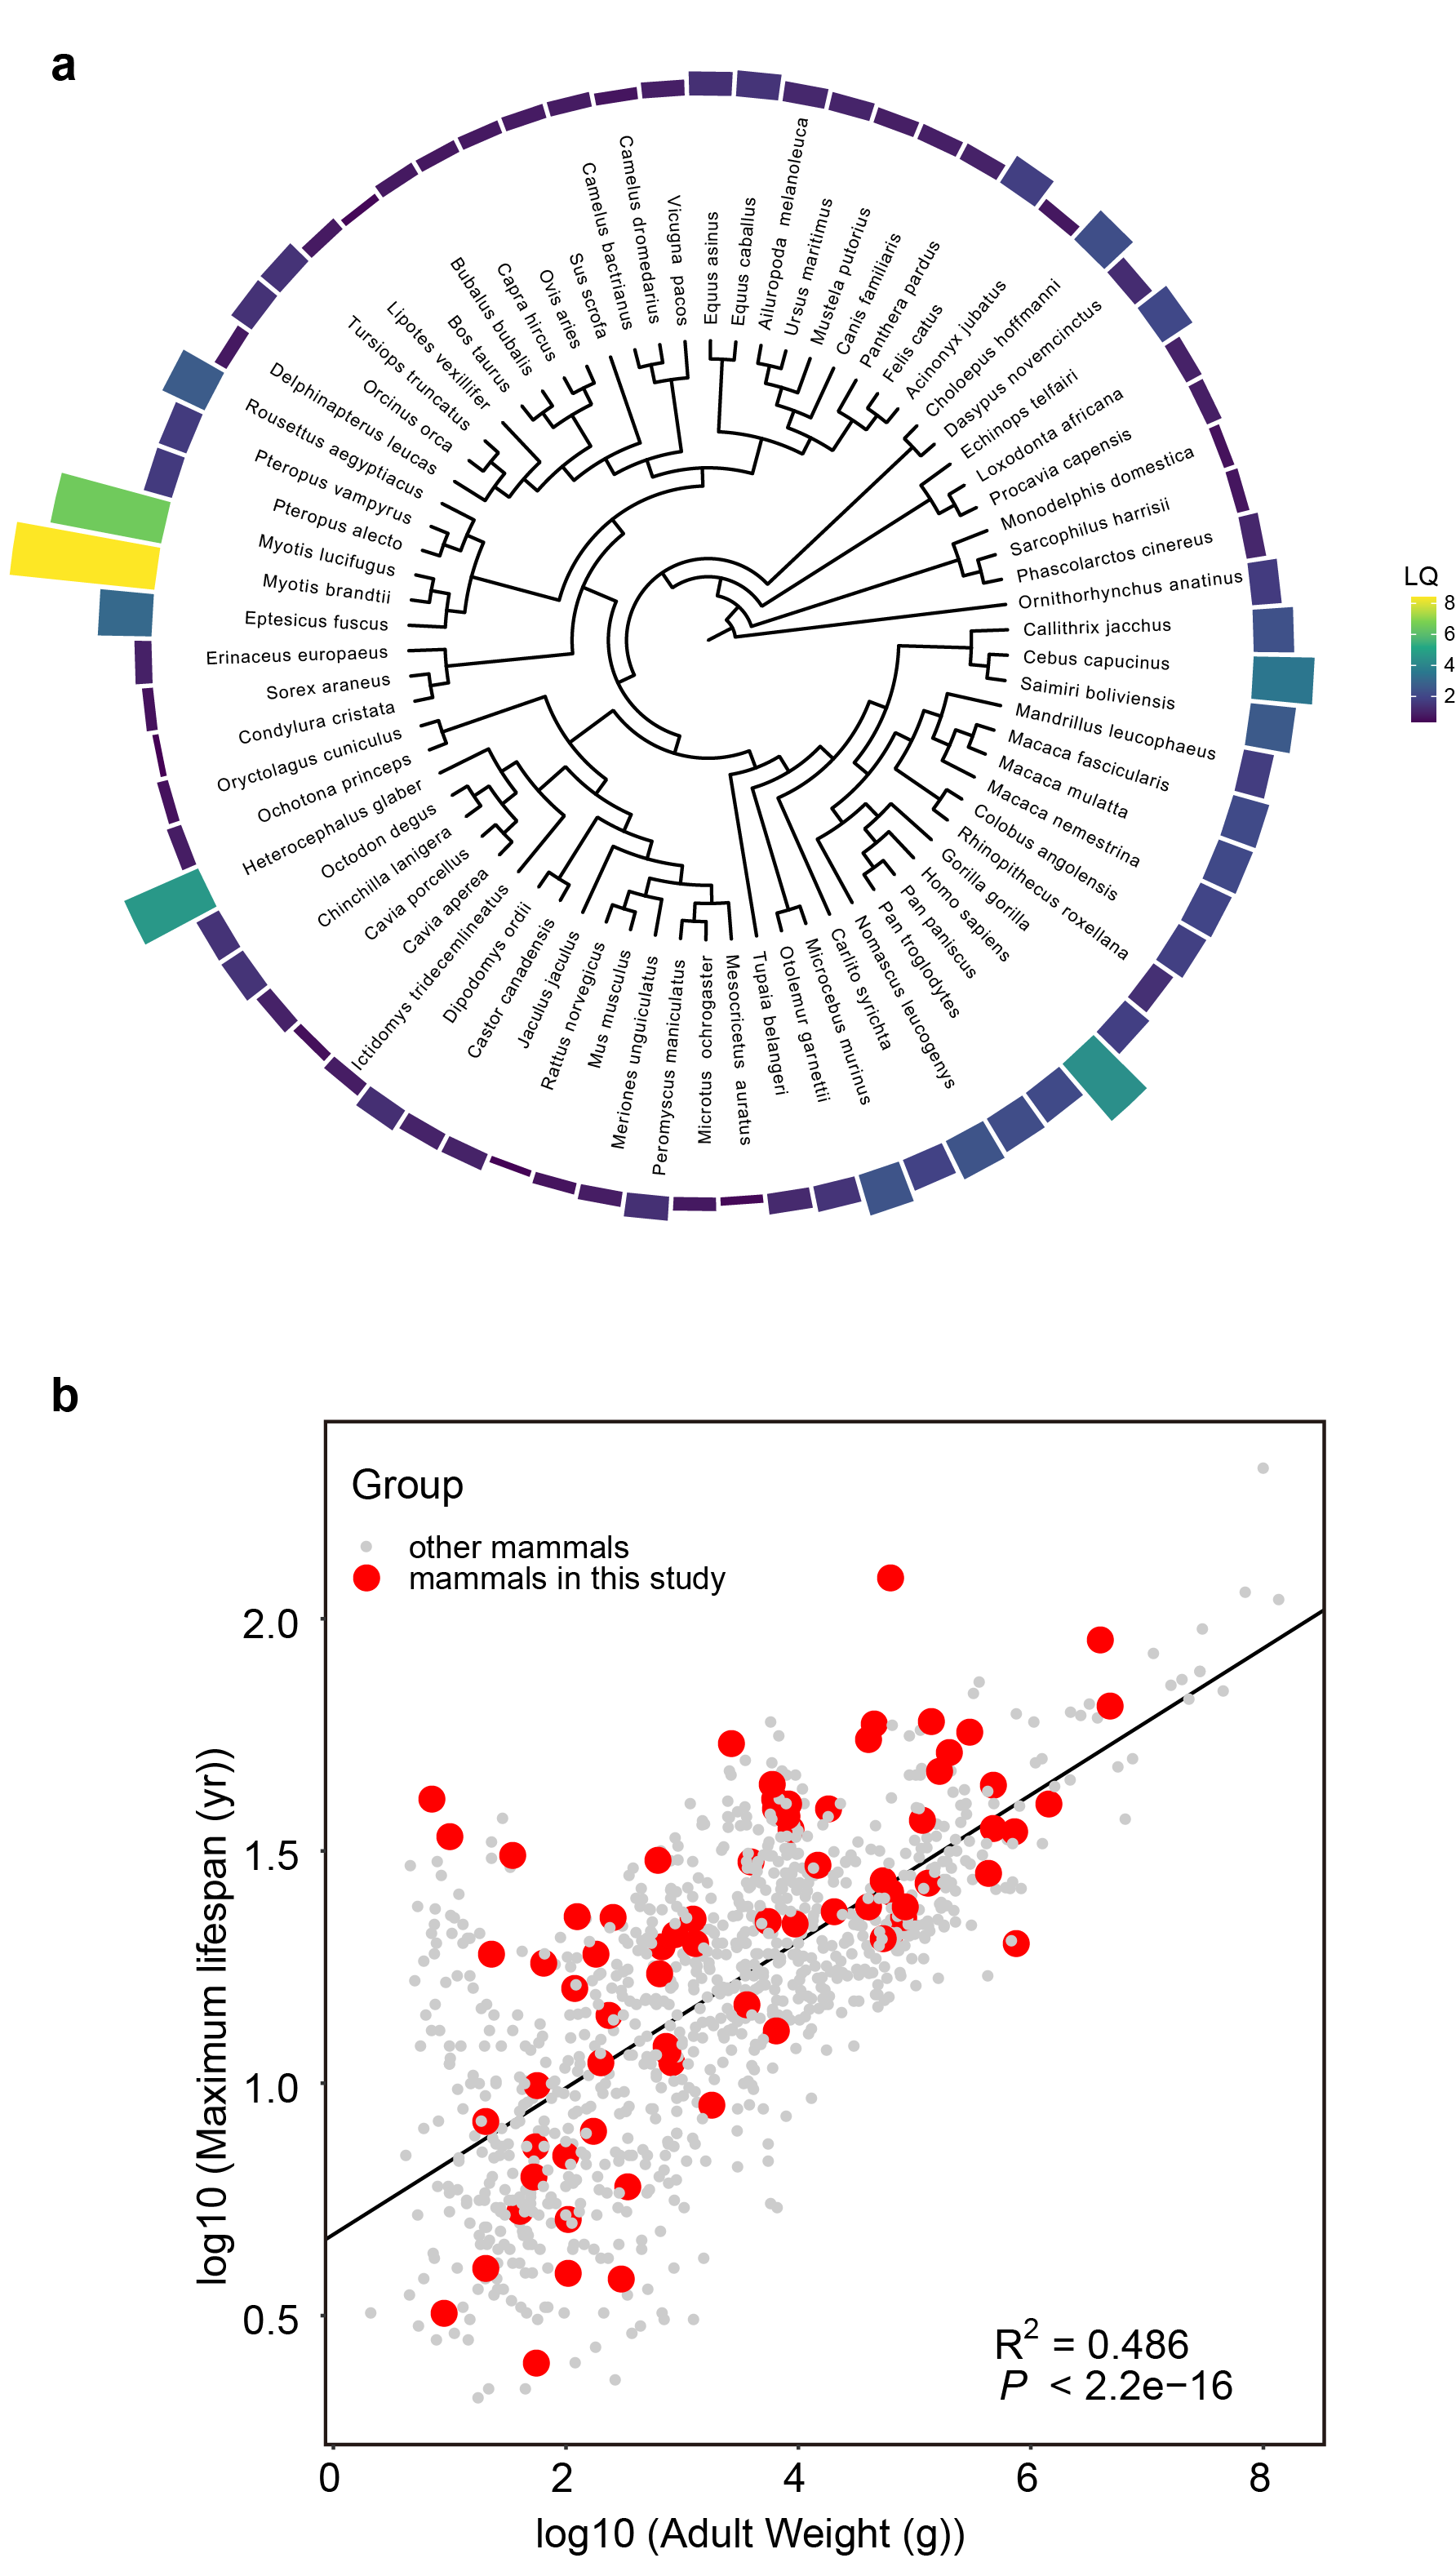 a
Camelus dromedarius
Camelus bactrianus
Vicugna pacos
Equus asinus
Equus caballus
Ailuropoda melanoleuca
Ursus maritimus
Mustela putorius
Canis familiaris
Panthera pardus
Felis catus
Acinonyx jubatus
Choloepus hoffmanni
Dasypus novemcinctus
Echinops telfairi
Loxodonta africana
Procavia capensis
Monodelphis domestica
Sarcophilus harrisii
Phascolarctos cinereus
Ornithorhynchus anatinus
Callithrix jacchus
Cebus capucinus
Saimiri boliviensis
Mandrillus leucophaeus
Macaca fascicularis
Macaca mulatta
Macaca nemestrina
Colobus angolensis
Rhinopithecus roxellana
Gorilla gorilla
Homo sapiens
Pan paniscus
Pan troglodytes
Nomascus leucogenys
Carlito syrichta
Microcebus murinus
Otolemur garnettii
Tupaia belangeri
Mesocricetus auratus
Microtus ochrogaster
Peromyscus maniculatus
Meriones unguiculatus
Mus musculus
Rattus norvegicus
Jaculus jaculus
Castor canadensis
Dipodomys ordii
Ictidomys tridecemlineatus
Cavia aperea
Cavia porcellus
Chinchilla lanigera
Octodon degus
Heterocephalus glaber
Ochotona princeps
Oryctolagus cuniculus
Condylura cristata
Sorex araneus
Erinaceus europaeus
Eptesicus fuscus
Myotis brandtii
Myotis lucifugus
Pteropus alecto
Pteropus vampyrus
Rousettus aegyptiacus
Delphinapterus leucas
Orcinus orca
Tursiops truncatus
Lipotes vexillifer
Bos taurus
Bubalus bubalis
Capra hircus
Ovis aries
Sus scrofa
LQ
8
6
4
2
b
Group
other mammals
mammals in this study
2.0
1.5
1.0
0.5
log10 (Maximum lifespan (yr))
R2 = 0.486
P < 2.2e−16
0 2 4 6 8
log10 (Adult Weight (g))